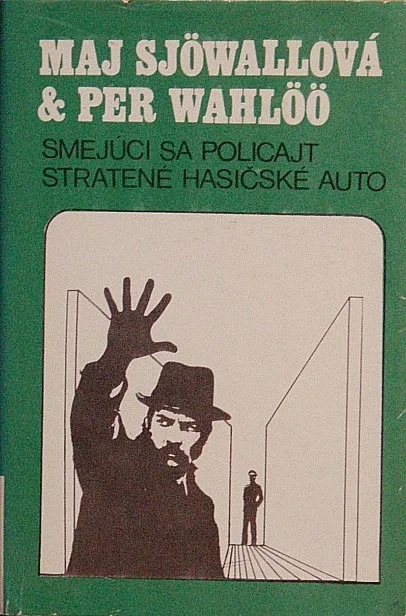 MAJ SJÖWALLOVÁ
& PER WAHLÖÖ
SMEJÚCI SA POLICAJT
STRATENÉ HASIČSKÉ AUTO